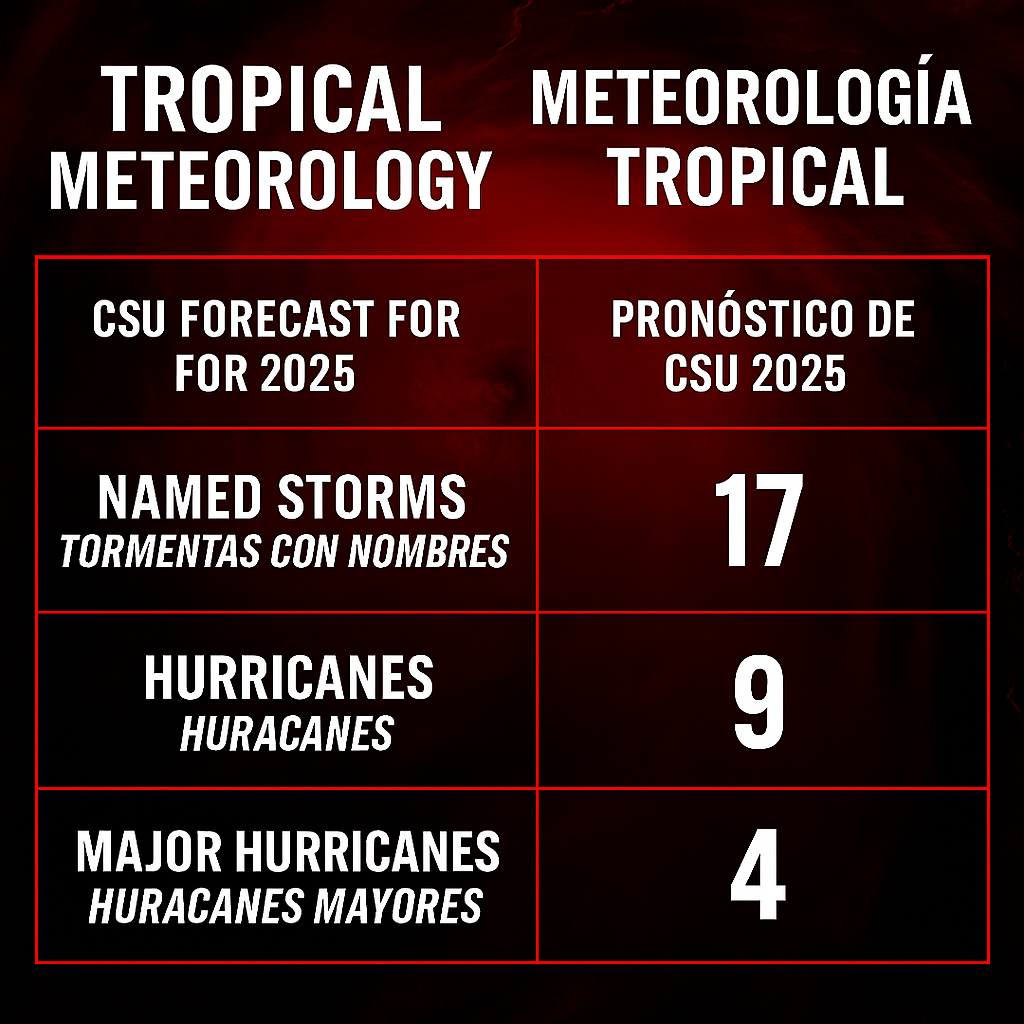 TROPICAL
METEOROLOGY
METEOROLOGÍA
TROPICAL
CSU FORECAST FOR
FOR 2025
PRONÓSTICO DE
CSU 2025
NAMED STORMS
TORMENTAS CON NOMBRES
17
HURRICANES
HURACANES
9
MAJOR HURRICANES
HURACANES MAYORES
4